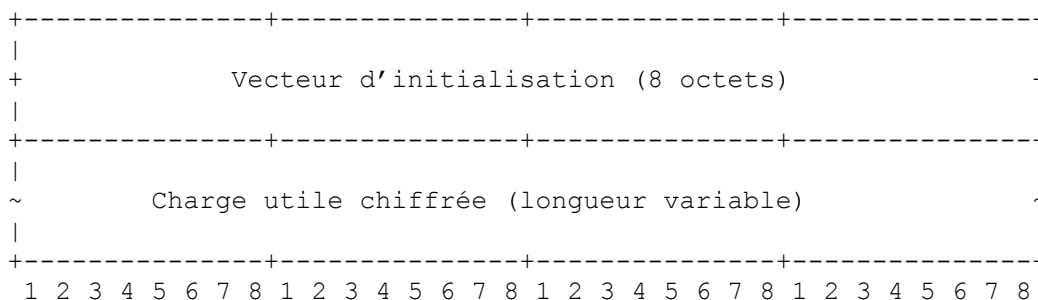 +---------------+---------------+---------------+---------------+
|
+ Vecteur d'initialisation (8 octets) +
|
+---------------+---------------+---------------+---------------+
|
~ Charge utile chiffrée (longueur variable) ~
|
+---------------+---------------+---------------+---------------+
1 2 3 4 5 6 7 8 1 2 3 4 5 6 7 8 1 2 3 4 5 6 7 8 1 2 3 4 5 6 7 8